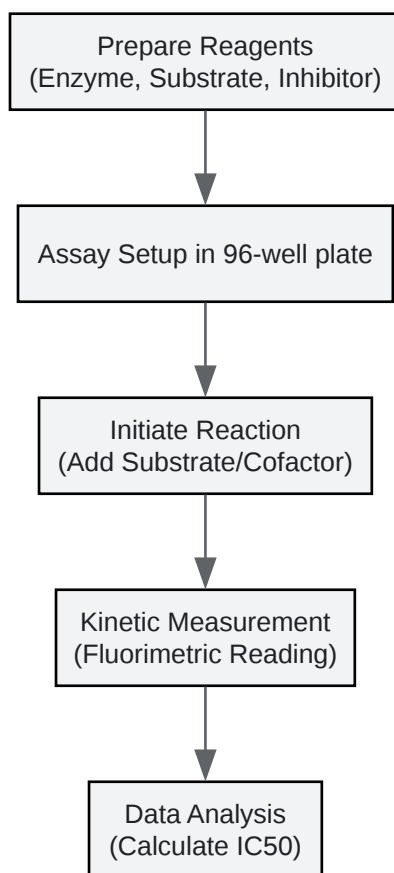 Prepare Reagents
(Enzyme, Substrate, Inhibitor)
Assay Setup in 96-well plate
Initiate Reaction
(Add Substrate/Cofactor)
Kinetic Measurement
(Fluorimetric Reading)
Data Analysis
(Calculate IC50)